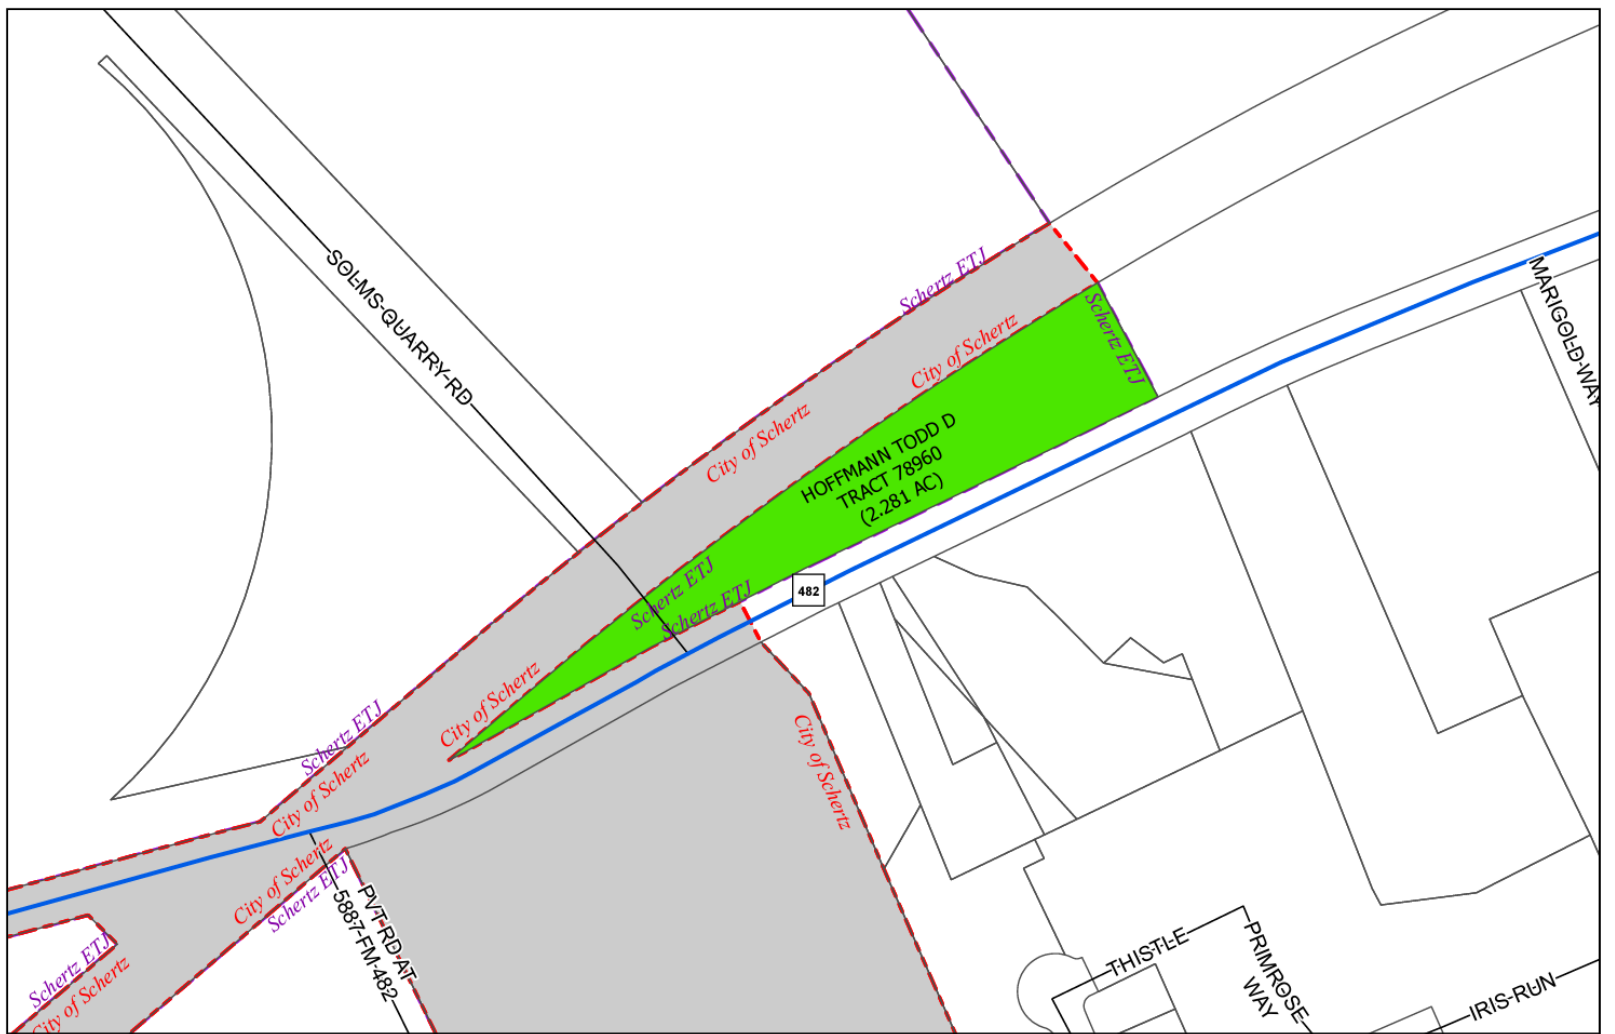 SOLMS-QUARRY-RD
Schertz ETJ
City of Schertz
Schertz ETJ
City of Schertz
MARIGOLD-WAY
HOFFMANN TODD D
TRACT 78960
(2.281 AC)
Schertz ETJ
Schertz ETJ
482
City of Schertz
Schertz ETJ
City of Schertz
City of Schertz
City of Schertz
Schertz ETJ
PVT-RD-AT
5887-FM-482
Schertz ETJ
City of Schertz
THISTLE
PRIMROSE
WAY
IRIS-RUN